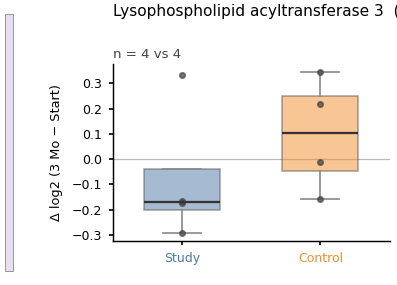 Lysophospholipid acyltransferase 3 (
n = 4 vs 4
Δ log2 (3 Mo − Start)
0.3
0.2
0.1
0.0
−0.1
−0.2
−0.3
Study
Control